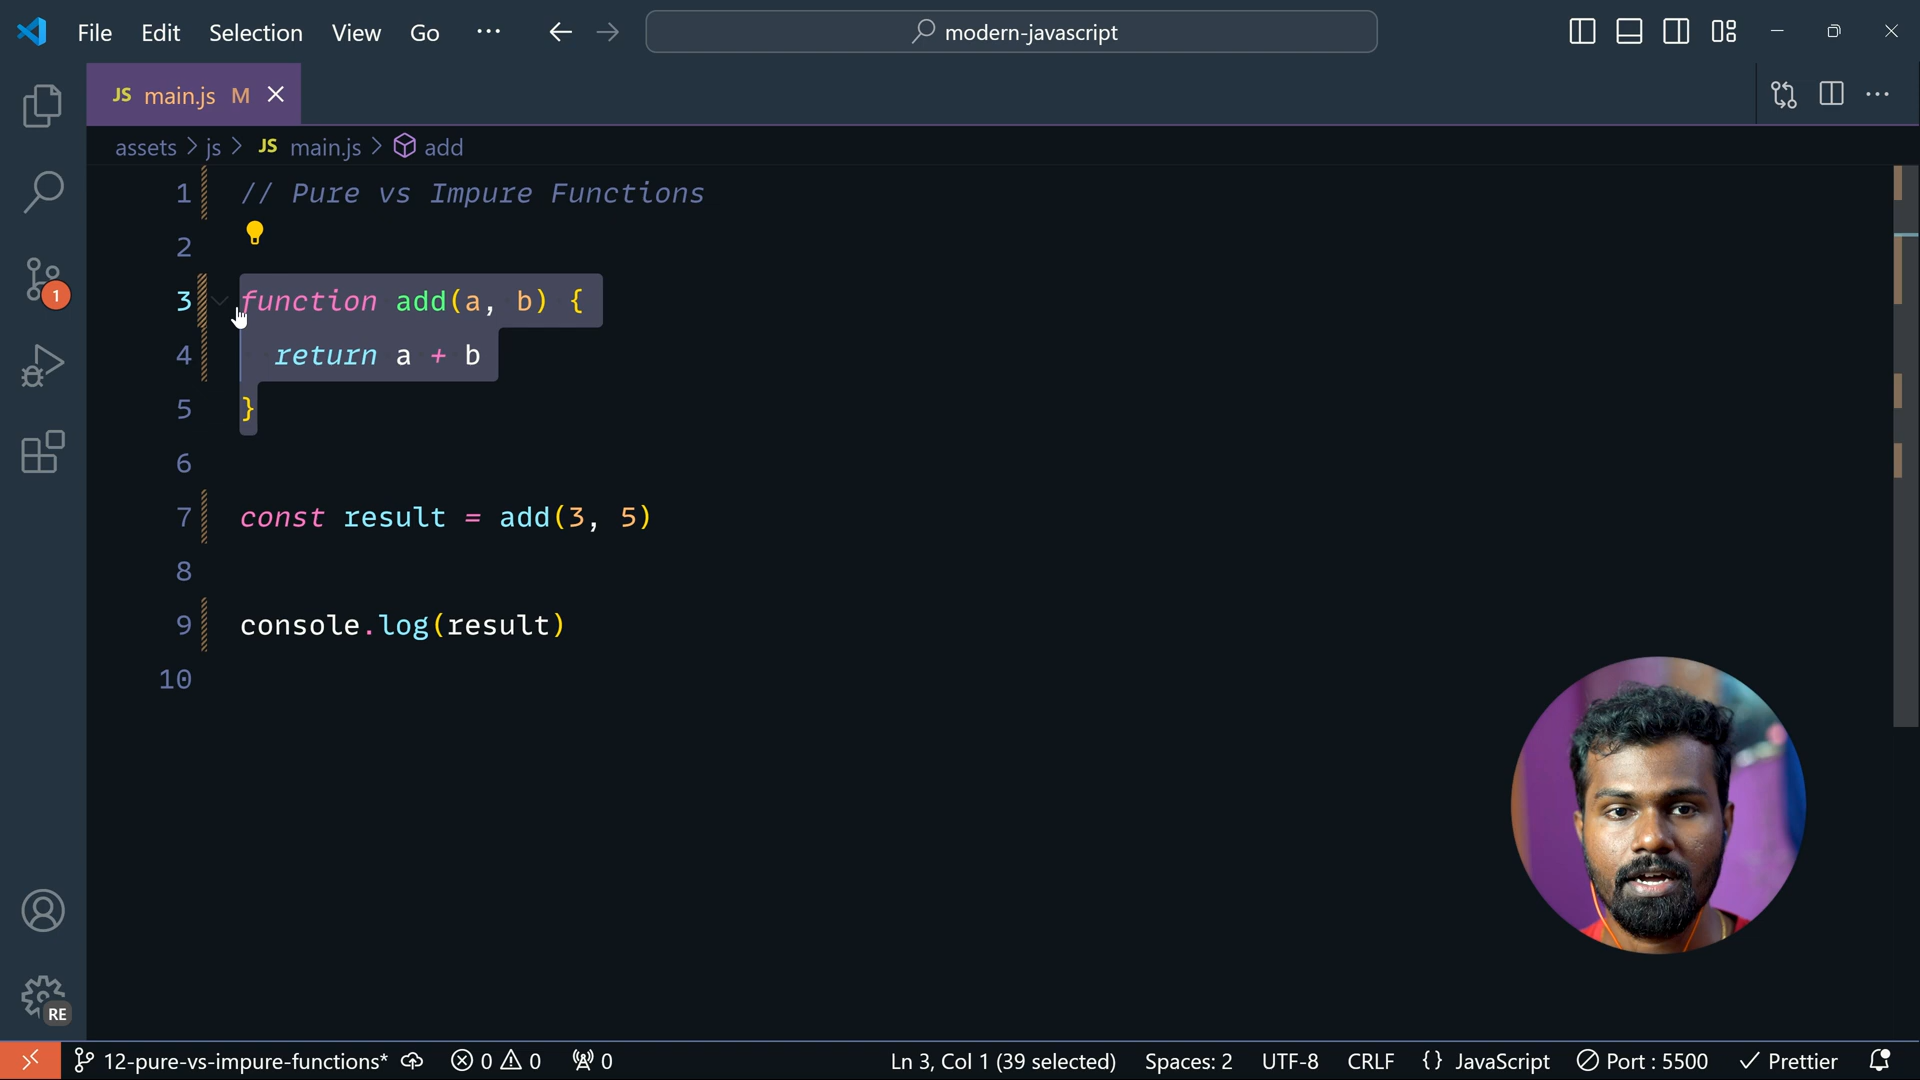 File Edit Selection View Go ··· modern-javascript
JS main.js M
assets > js > JS main.js > add
1 // Pure vs Impure Functions
2
3 function add(a, b) {
4 return a + b
5 }
6
7 const result = add(3, 5)
8
9 console.log(result)
10
1
RE
12-pure-vs-impure-functions* 0 0 0 Ln 3, Col 1 (39 selected) Spaces: 2 UTF-8 CRLF {} JavaScript Port : 5500 Prettier